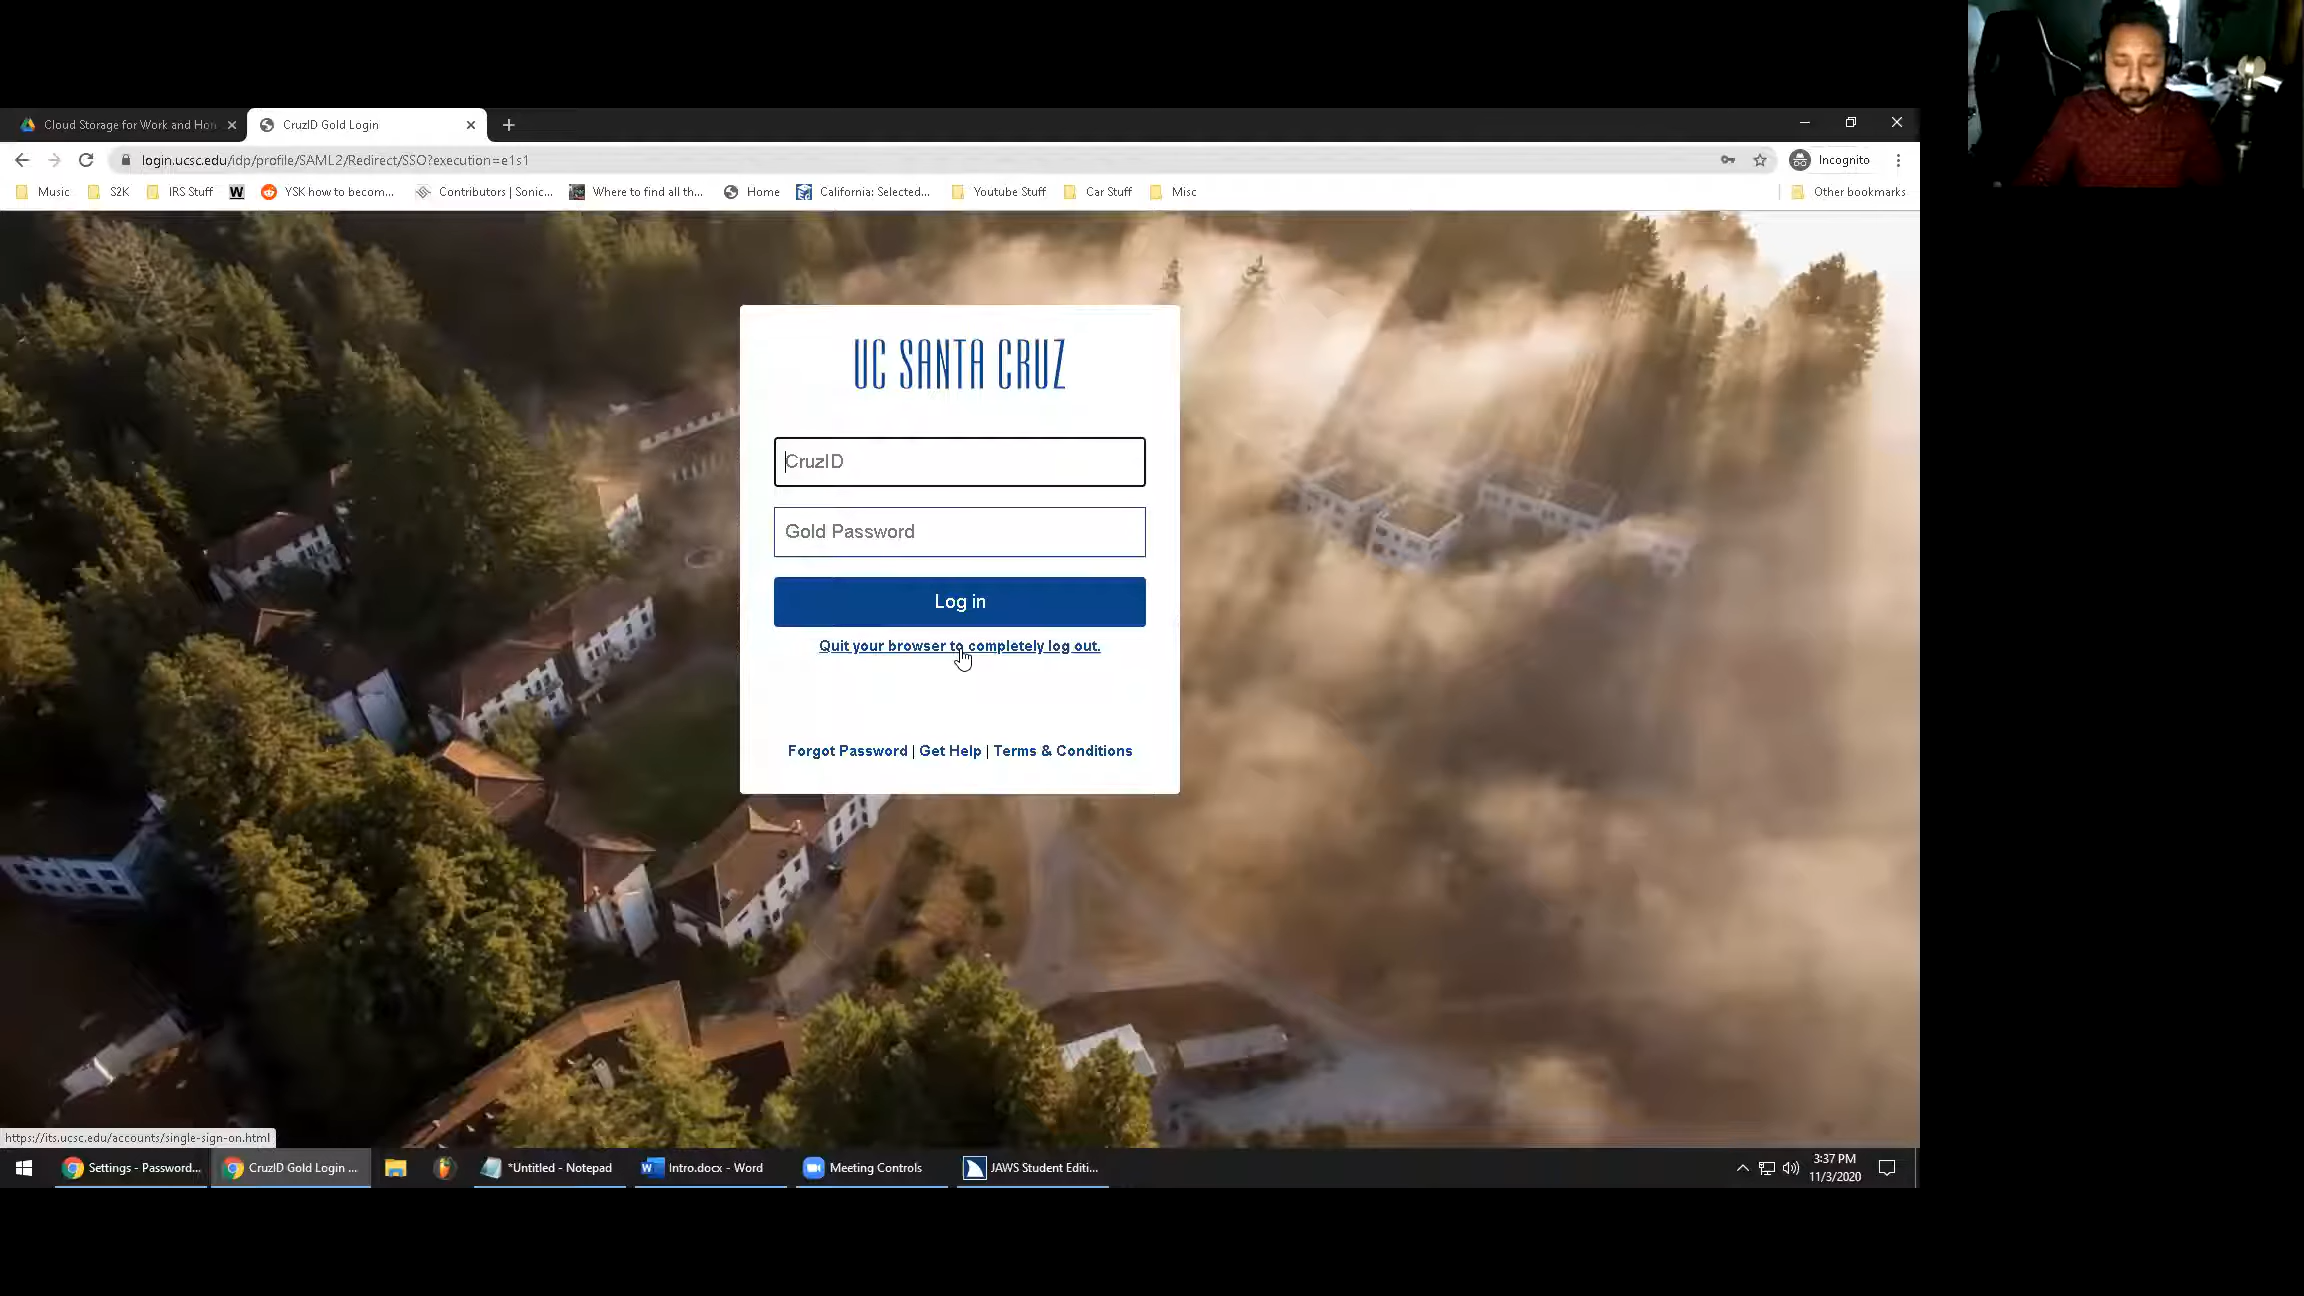 Cloud Storage for Work and Hon
CruzID Gold Login
login.ucsc.edu/idp/profile/SAML2/Redirect/SSO?execution=e1s1
Incognito
Music
S2K
IRS Stuff
W
YSK how to becom...
Contributors | Sonic...
Where to find all th...
Home
California: Selected...
Youtube Stuff
Car Stuff
Misc
Other bookmarks
UC SANTA CRUZ
CruzID
Gold Password
Log in
Quit your browser to completely log out.
Forgot Password | Get Help | Terms & Conditions
https://its.ucsc.edu/accounts/single-sign-on.html
Settings - Password...
CruzID Gold Login ...
*Untitled - Notepad
Intro.docx - Word
Meeting Controls
JAWS Student Editi...
3:37 PM
11/3/2020